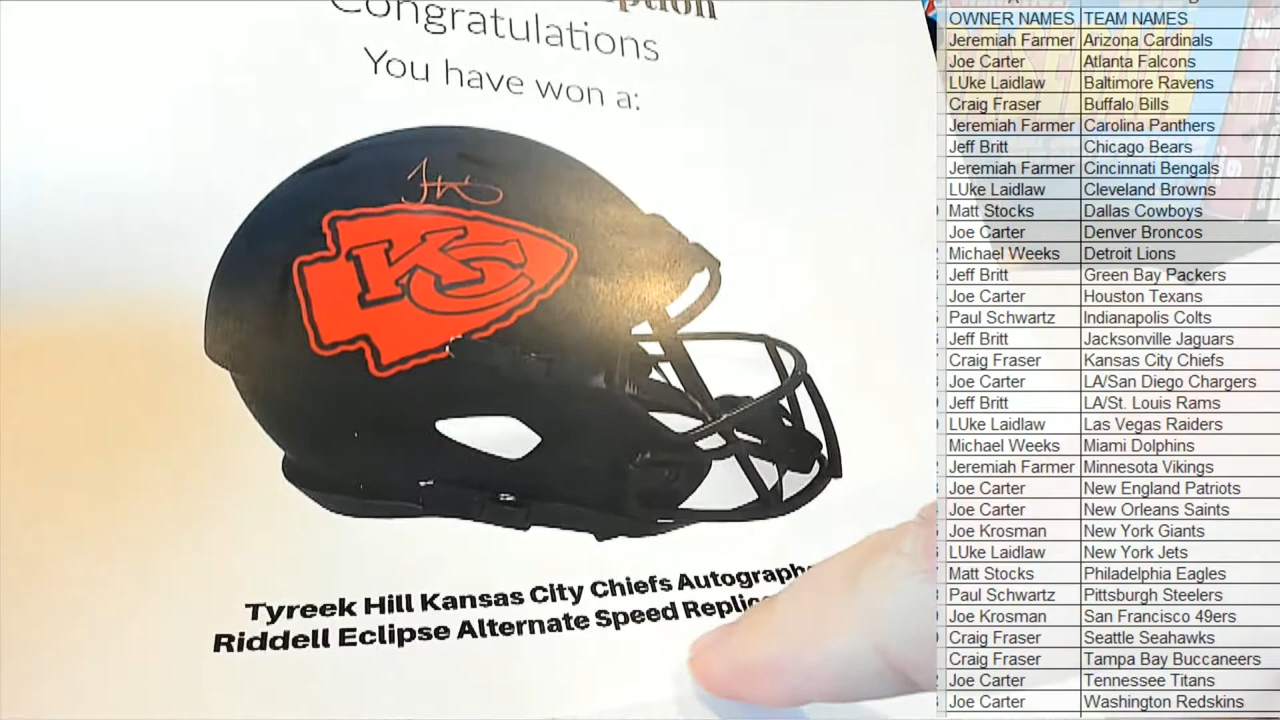 Congratulations
You have won a:
KC
Tyreek Hill Kansas City Chiefs
Riddell Eclipse Alternate Speed
OWNER NAMES TEAM NAMES
Jeremiah Farmer Arizona Cardinals
Joe Carter Atlanta Falcons
LUke Laidlaw Baltimore Ravens
Craig Fraser Buffalo Bills
Jeremiah Farmer Carolina Panthers
Jeff Britt Chicago Bears
Jeremiah Farmer Cincinnati Bengals
LUke Laidlaw Cleveland Browns
Matt Stocks Dallas Cowboys
Joe Carter Denver Broncos
Michael Weeks Detroit Lions
Jeff Britt Green Bay Packers
Joe Carter Houston Texans
Paul Schwartz Indianapolis Colts
Jeff Britt Jacksonville Jaguars
Craig Fraser Kansas City Chiefs
Joe Carter LA/San Diego Chargers
Jeff Britt LA/St. Louis Rams
LUke Laidlaw Las Vegas Raiders
Michael Weeks Miami Dolphins
Jeremiah Farmer Minnesota Vikings
Joe Carter New England Patriots
Joe Carter New Orleans Saints
Joe Krosman New York Giants
LUke Laidlaw New York Jets
Matt Stocks Philadelphia Eagles
Paul Schwartz Pittsburgh Steelers
Joe Krosman San Francisco 49ers
Craig Fraser Seattle Seahawks
Craig Fraser Tampa Bay Buccaneers
Joe Carter Tennessee Titans
Joe Carter Washington Redskins